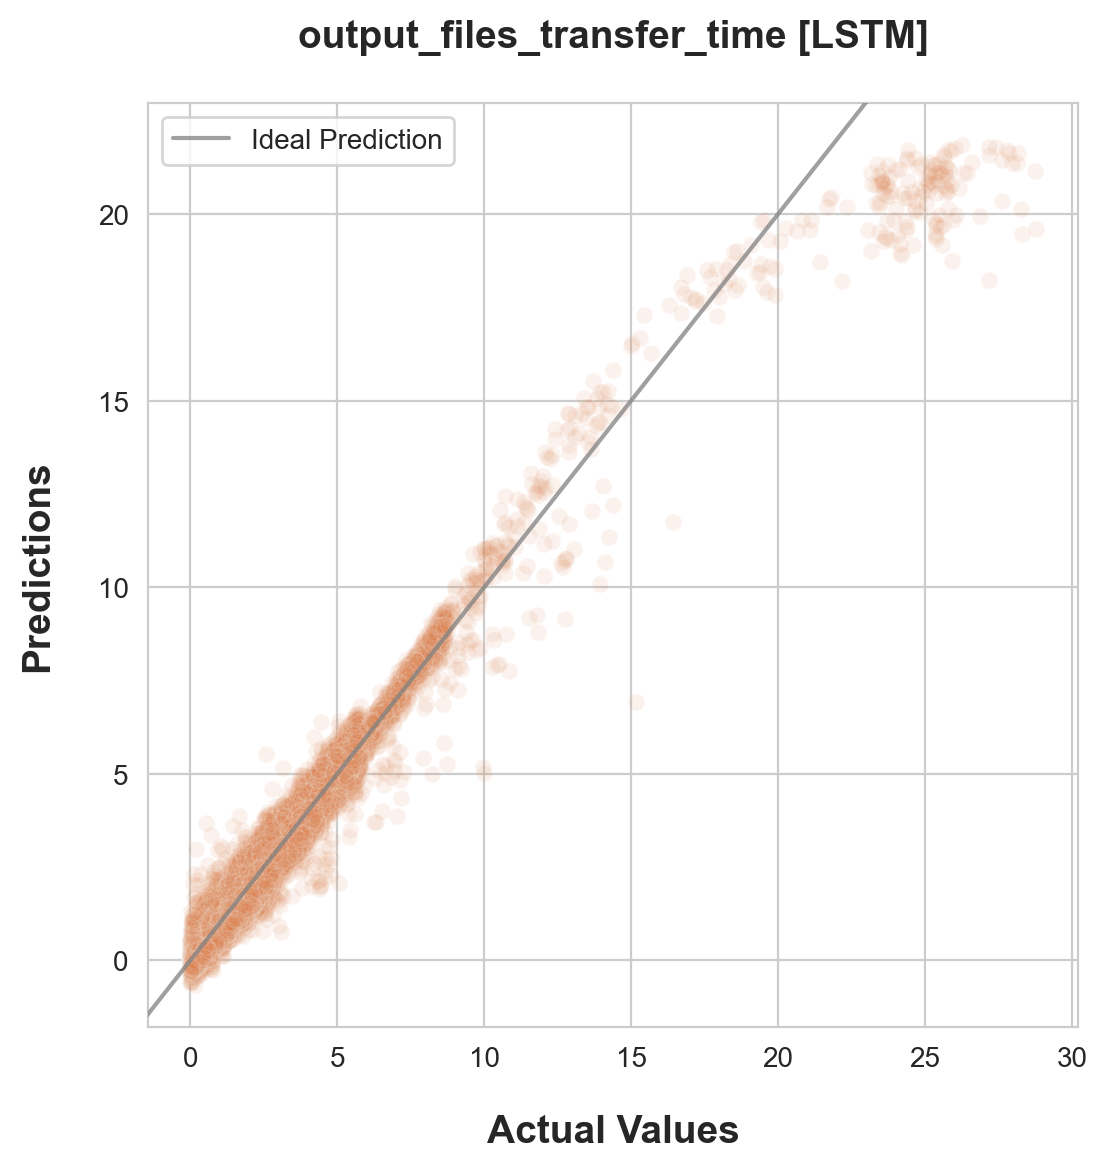 output_files_transfer_time [LSTM]
Ideal Prediction
20
15
10
5
0
Predictions
0 5 10 15 20 25 30
Actual Values